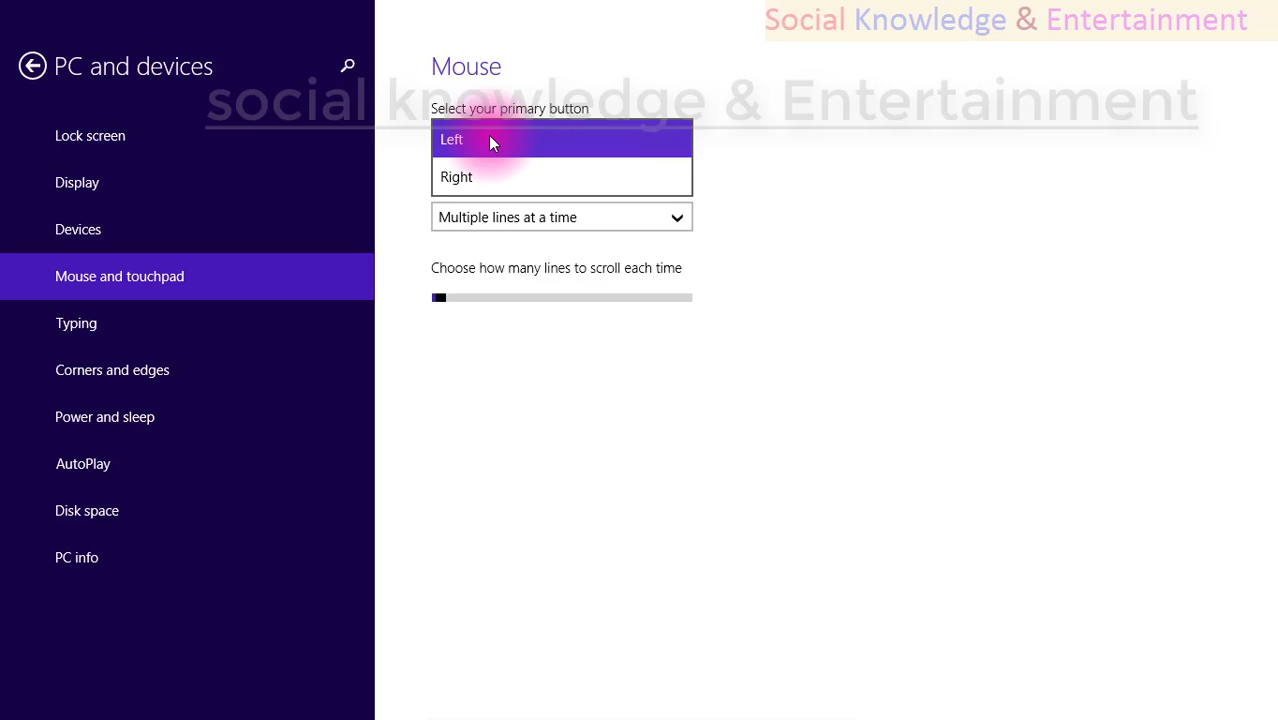 Social Knowledge & Entertainment
PC and devices
Lock screen
Display
Devices
Mouse and touchpad
Typing
Corners and edges
Power and sleep
AutoPlay
Disk space
PC info
social knowledge & Entertainment
Mouse
Select your primary button
Left
Right
Multiple lines at a time
Choose how many lines to scroll each time